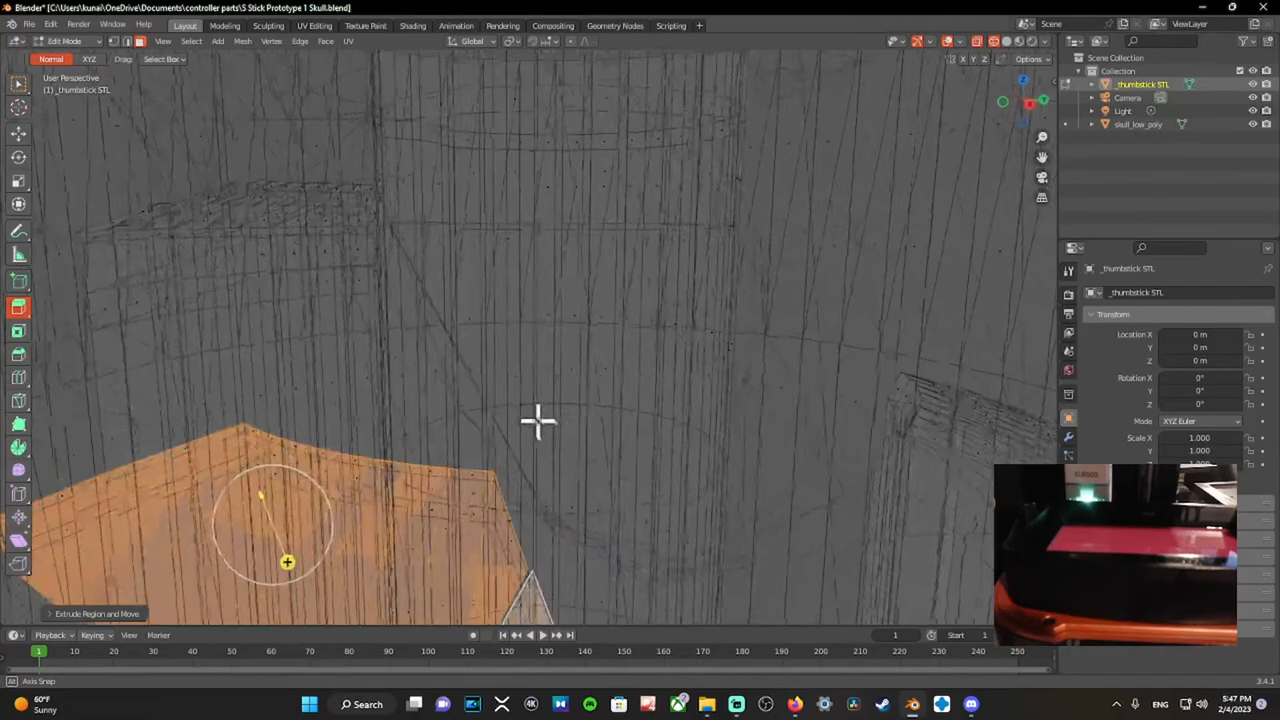 Blender* [C:\Users\kunai\OneDrive\Documents\controller parts\S Stick Prototype 1 Skull.blend]
File Edit Render Window Help Layout Modeling Sculpting UV Editing Texture Paint Shading Animation Rendering Compositing Geometry Nodes Scripting Scene ViewLayer
Edit Mode View Select Add Mesh Vertex Edge Face UV Global
Normal XYZ Drag: Select Box X Y Z Options
User Perspective
(1) _thumbstick STL
Scene Collection
Collection
_thumbstick STL
Camera
Light
skull_low_poly
_thumbstick STL
_thumbstick STL
Transform
Location X 0 m
Y 0 m
Z 0 m
Rotation X 0°
Y 0°
Z 0°
Mode XYZ Euler
Scale X 1.000
Y 1.000
ELEGOO
Extrude Region and Move
Playback Keying View Marker 1 Start 1
1 10 20 30 40 50 60 70 80 90 100 110 120 130 140 150 160 170 180 190 200 210 220 230 240 250
Alt Axis Snap 3.4.1
60°F
Sunny
Search
ENG
5:47 PM
2/4/2023